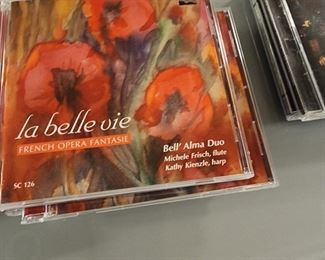 la belle vie
FRENCH OPERA FANTASIE
Bell' Alma Duo
Michele Frisch, flute
Kathy Kienzle, harp
SC 126